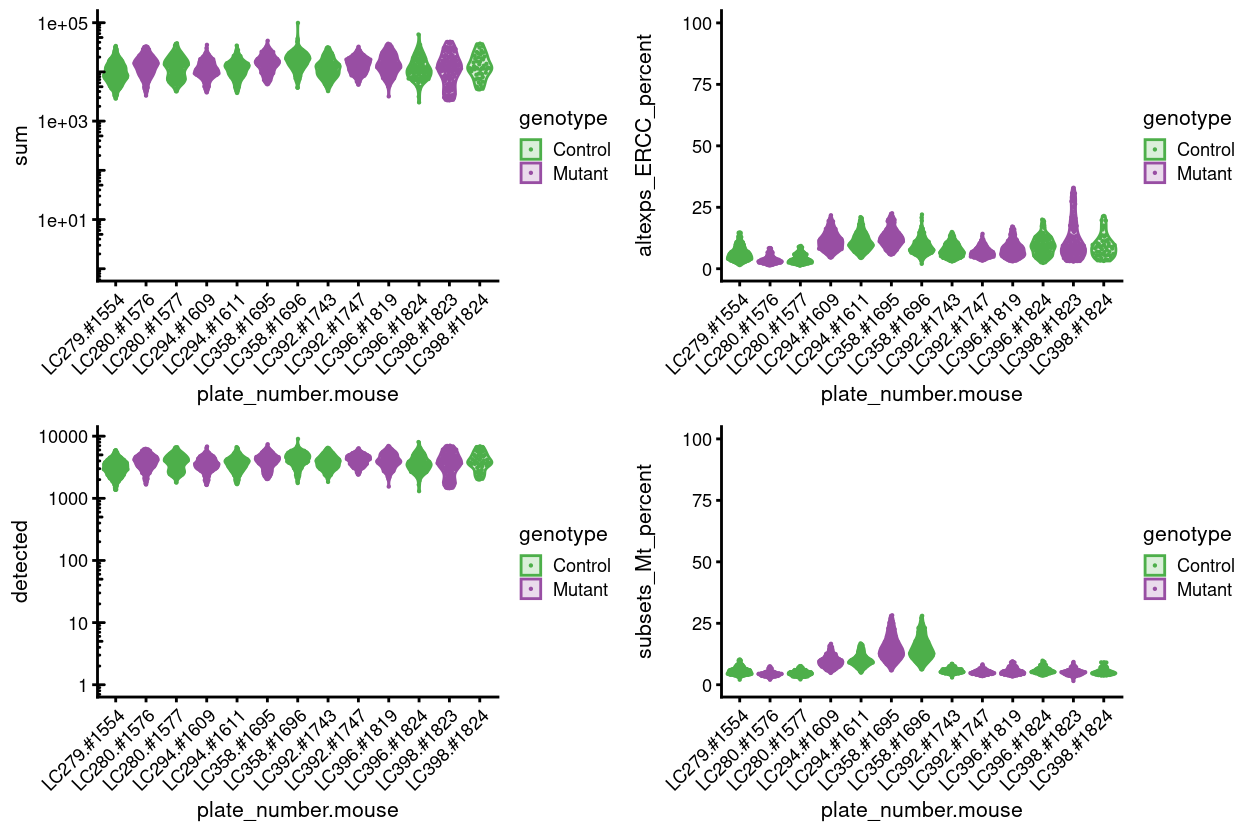 sum
1e+05
1e+03
1e+01
LC279.#1554
LC280.#1576
LC280.#1577
LC294.#1609
LC294.#1611
LC358.#1695
LC358.#1696
LC392.#1743
LC392.#1747
LC396.#1819
LC396.#1824
LC398.#1823
LC398.#1824
plate_number.mouse
genotype
Control
Mutant
altexps_ERCC_percent
100
75
50
25
0
LC279.#1554
LC280.#1576
LC280.#1577
LC294.#1609
LC294.#1611
LC358.#1695
LC358.#1696
LC392.#1743
LC392.#1747
LC396.#1819
LC396.#1824
LC398.#1823
LC398.#1824
plate_number.mouse
genotype
Control
Mutant
detected
10000
1000
100
10
1
LC279.#1554
LC280.#1576
LC280.#1577
LC294.#1609
LC294.#1611
LC358.#1695
LC358.#1696
LC392.#1743
LC392.#1747
LC396.#1819
LC396.#1824
LC398.#1823
LC398.#1824
plate_number.mouse
genotype
Control
Mutant
subsets_Mt_percent
100
75
50
25
0
LC279.#1554
LC280.#1576
LC280.#1577
LC294.#1609
LC294.#1611
LC358.#1695
LC358.#1696
LC392.#1743
LC392.#1747
LC396.#1819
LC396.#1824
LC398.#1823
LC398.#1824
plate_number.mouse
genotype
Control
Mutant